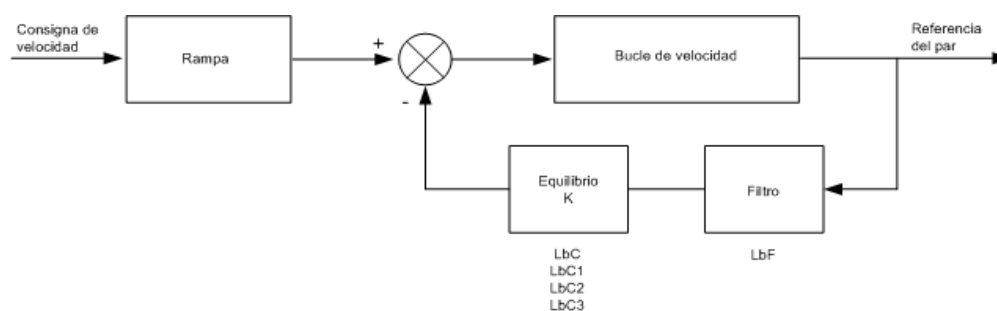 Consigna de
velocidad
Rampa
+
-
Bucle de velocidad
Referencia
del par
Equilibrio
K
Filtro
LbC
LbC1
LbC2
LbC3
LbF